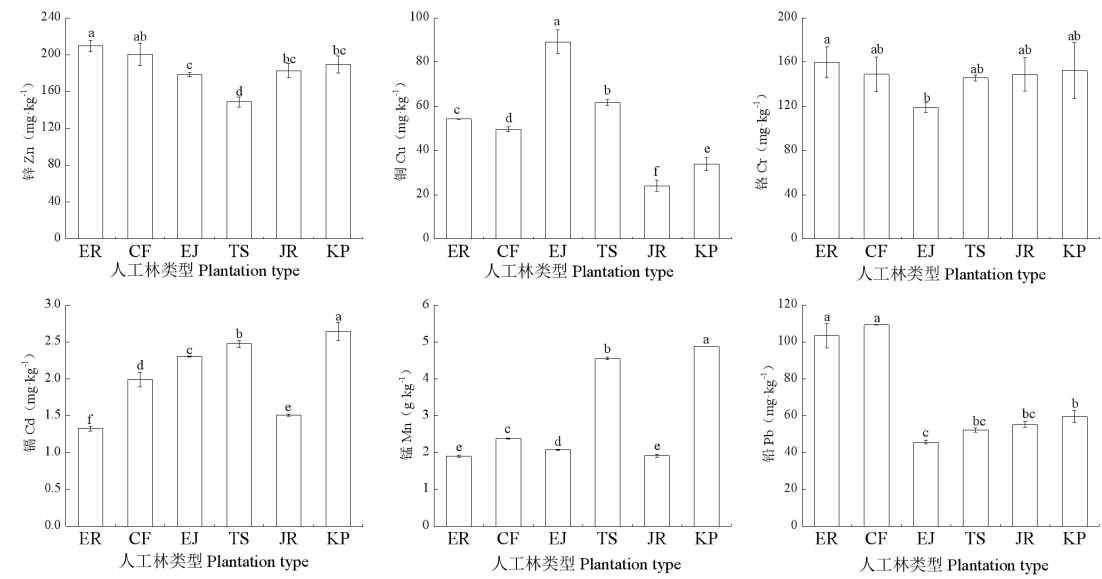 240
200
160
120
80
40
0
锌 Zn（mg·kg-1）
a
ab
c
d
bc
bc
ER CF EJ TS JR KP
人工林类型 Plantation type
100
80
60
40
20
0
铜 Cu（mg·kg-1）
c
d
a
b
f
e
ER CF EJ TS JR KP
人工林类型 Plantation type
200
160
120
80
40
0
铬 Cr（mg·kg-1）
a
ab
b
ab
ab
ab
ER CF EJ TS JR KP
人工林类型 Plantation type
3.0
2.5
2.0
1.5
1.0
0.5
0.0
镉 Cd（mg·kg-1）
f
d
c
b
e
a
ER CF EJ TS JR KP
人工林类型 Plantation type
6
5
4
3
2
1
0
锰 Mn（g·kg-1）
e
c
d
b
e
a
ER CF EJ TS JR KP
人工林类型 Plantation type
120
100
80
60
40
20
0
铅 Pb（mg·kg-1）
a
a
c
bc
bc
b
ER CF EJ TS JR KP
人工林类型 Plantation type